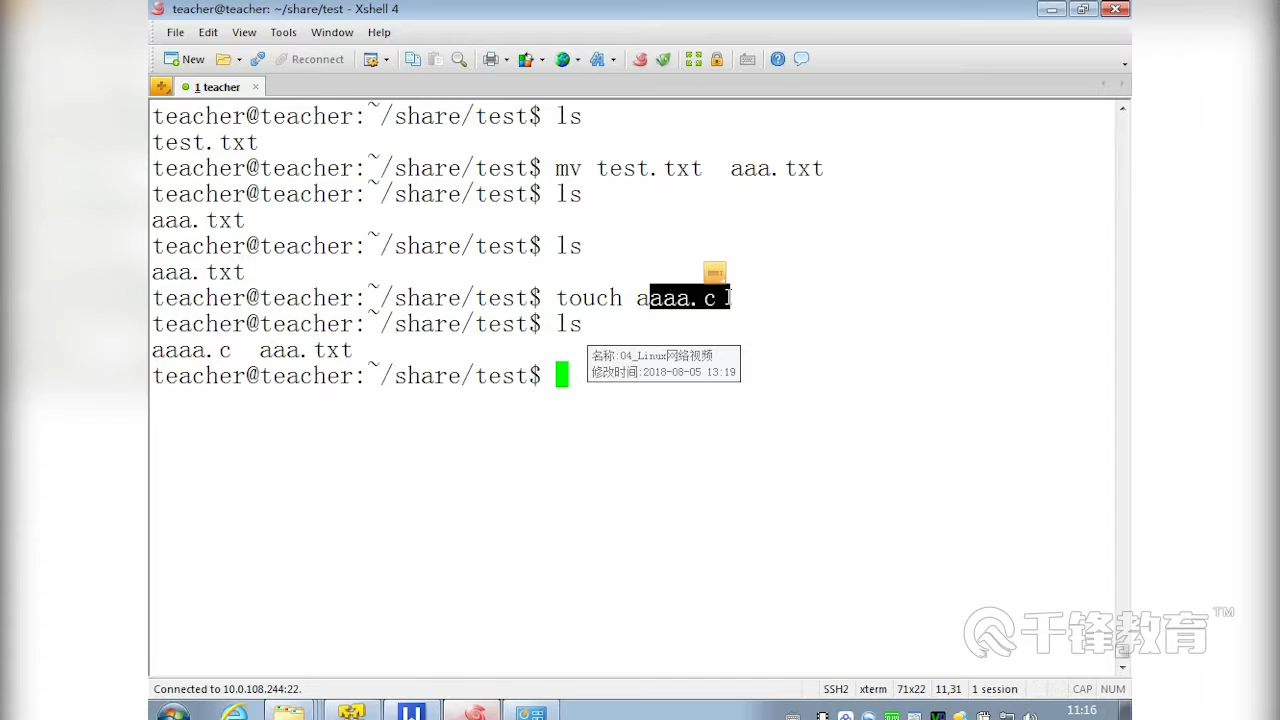 teacher@teacher: ~/share/test - Xshell 4
File Edit View Tools Window Help
New Reconnect
1 teacher
teacher@teacher:~/share/test$ ls
test.txt
teacher@teacher:~/share/test$ mv test.txt  aaa.txt
teacher@teacher:~/share/test$ ls
aaa.txt
teacher@teacher:~/share/test$ ls
aaa.txt
teacher@teacher:~/share/test$ touch aaaa.c
teacher@teacher:~/share/test$ ls
aaaa.c  aaa.txt
teacher@teacher:~/share/test$
名称:04_Linux网络视频
修改时间:2018-08-05 13:19
千锋教育™
Connected to 10.0.108.244:22. SSH2 xterm 71x22 11,31 1 session CAP NUM
11:16